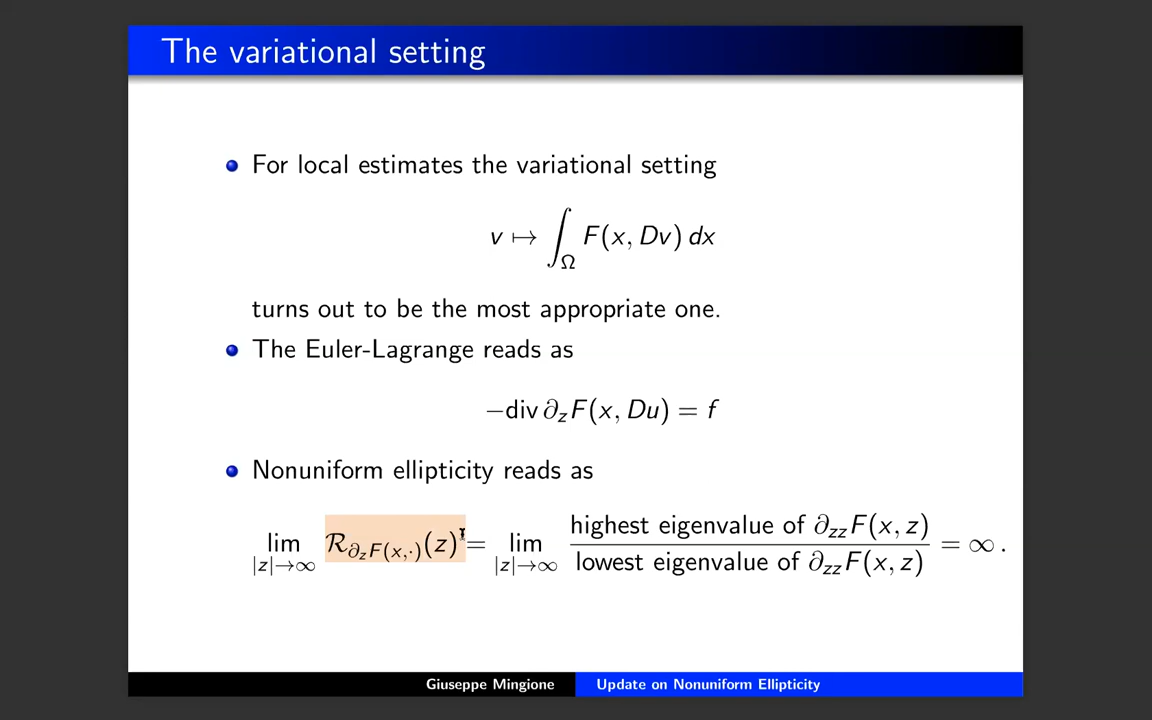 The variational setting
For local estimates the variational setting
v ↦ ∫_Ω F(x, Dv) dx
turns out to be the most appropriate one.
The Euler-Lagrange reads as
−div ∂_z F(x, Du) = f
Nonuniform ellipticity reads as
lim_{|z|→∞} R_{∂_z F(x,·)}(z) = lim_{|z|→∞} highest eigenvalue of ∂_{zz} F(x, z) / lowest eigenvalue of ∂_{zz} F(x, z) = ∞ .
Giuseppe Mingione Update on Nonuniform Ellipticity